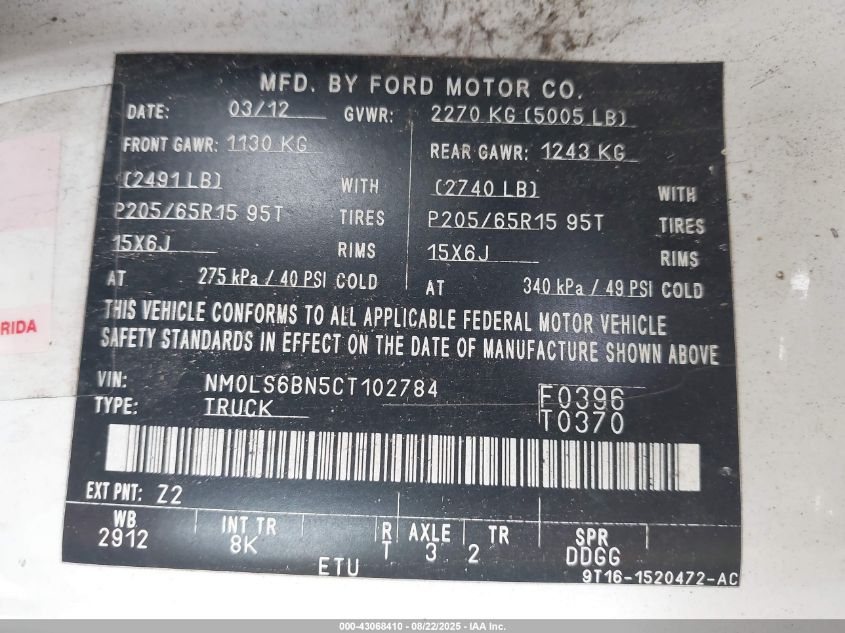 MFD. BY FORD MOTOR CO.
DATE: 03/12 GVWR: 2270 KG (5005 LB)
FRONT GAWR: 1130 KG REAR GAWR: 1243 KG
(2491 LB) WITH (2740 LB) WITH
P205/65R15 95T TIRES P205/65R15 95T TIRES
15X6J RIMS 15X6J RIMS
AT 275 kPa / 40 PSI COLD AT 340 kPa / 49 PSI COLD
THIS VEHICLE CONFORMS TO ALL APPLICABLE FEDERAL MOTOR VEHICLE
SAFETY STANDARDS IN EFFECT ON THE DATE OF MANUFACTURE SHOWN ABOVE
RIDA
VIN: NM0LS6BN5CT102784 F0396
TYPE: TRUCK T0370
EXT PNT: Z2
WB INT TR R AXLE TR SPR
2912 8K T 3 2 DDGG
ETU 9T16-1520472-AC
000-43068410 - 08/22/2025 - IAA Inc.